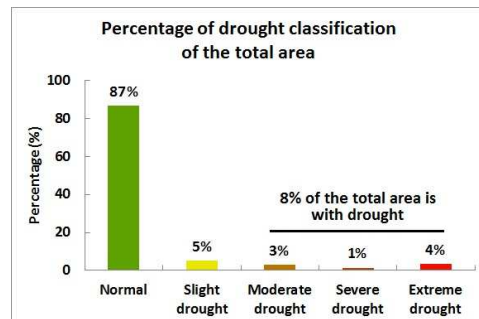 Percentage of drought classification
of the total area
Percentage (%)
100
80
60
40
20
0
87%
5%
3%
1%
4%
8% of the total area is
with drought
Normal
Slight
drought
Moderate
drought
Severe
drought
Extreme
drought